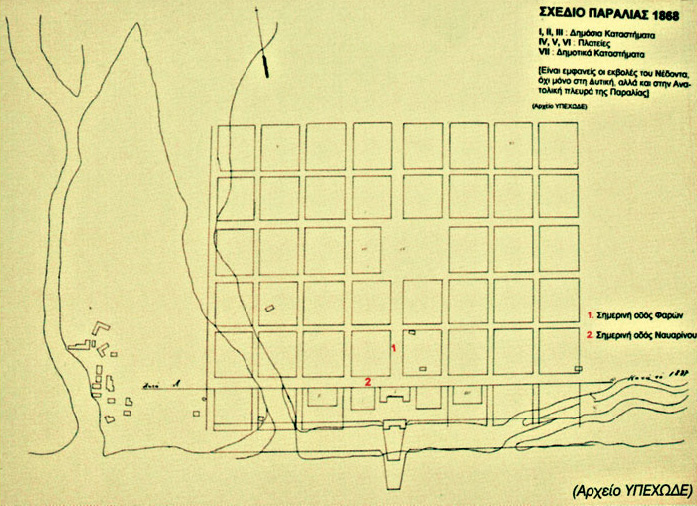 ΣΧΕΔΙΟ ΠΑΡΑΛΙΑΣ 1868
I, II, III : Δημόσια Καταστήματα
IV, V, VI : Πλατείες
VII : Δημοτικά Καταστήματα
[Είναι εμφανείς οι εκβολές του Νέδοντα,
όχι μόνο στη Δυτική, αλλά και στην Ανα-
τολική πλευρά της Παραλίας]
(Αρχείο ΥΠΕΧΩΔΕ)
1. Σημερινή οδός Φαρών
1
2. Σημερινή οδός Ναυαρίνου
2
(Αρχείο ΥΠΕΧΩΔΕ)